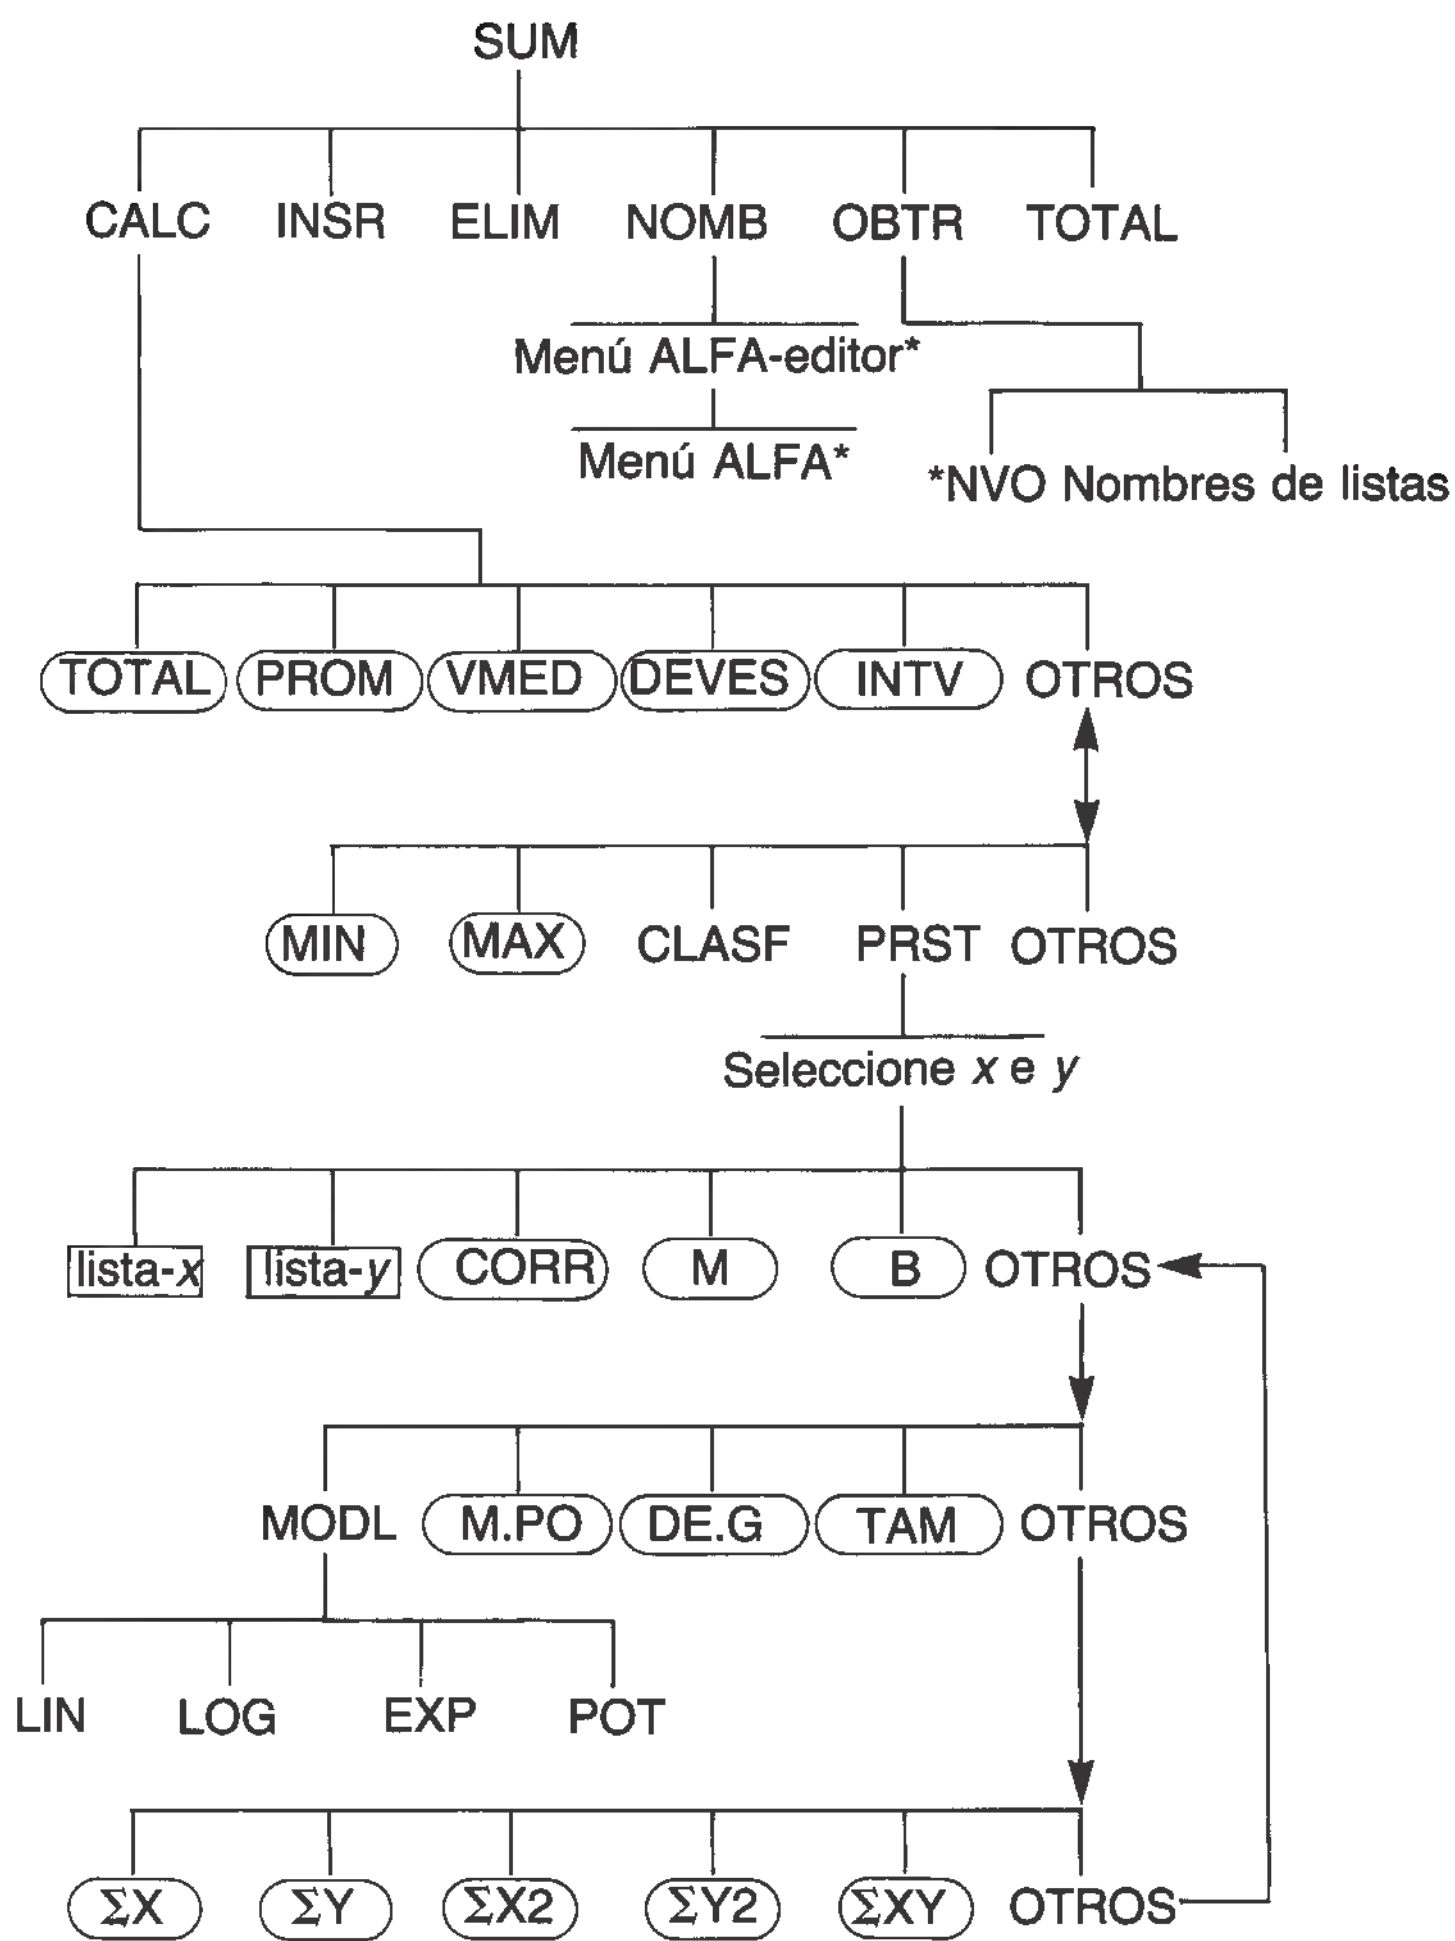 SUM
CALC INSR ELIM NOMB OBTR TOTAL
Menú ALFA-editor*
Menú ALFA*
*NVO Nombres de listas
TOTAL PROM VMED DEVES INTV OTROS
MIN MAX CLASF PRST OTROS
Seleccione x e y
lista-x lista-y CORR M B OTROS
MODL M.PO DE.G TAM OTROS
LIN LOG EXP POT
ΣX ΣY ΣX2 ΣY2 ΣXY OTROS